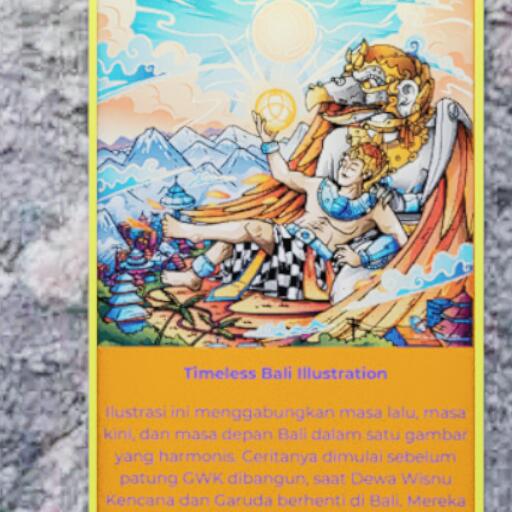 Timeless Bali Illustration
Ilustrasi ini menggabungkan masa lalu, masa
kini, dan masa depan Bali dalam satu gambar
yang harmonis. Ceritanya dimulai sebelum
patung GWK dibangun, saat Dewa Wisnu
Kencana dan Garuda berhenti di Bali. Mereka